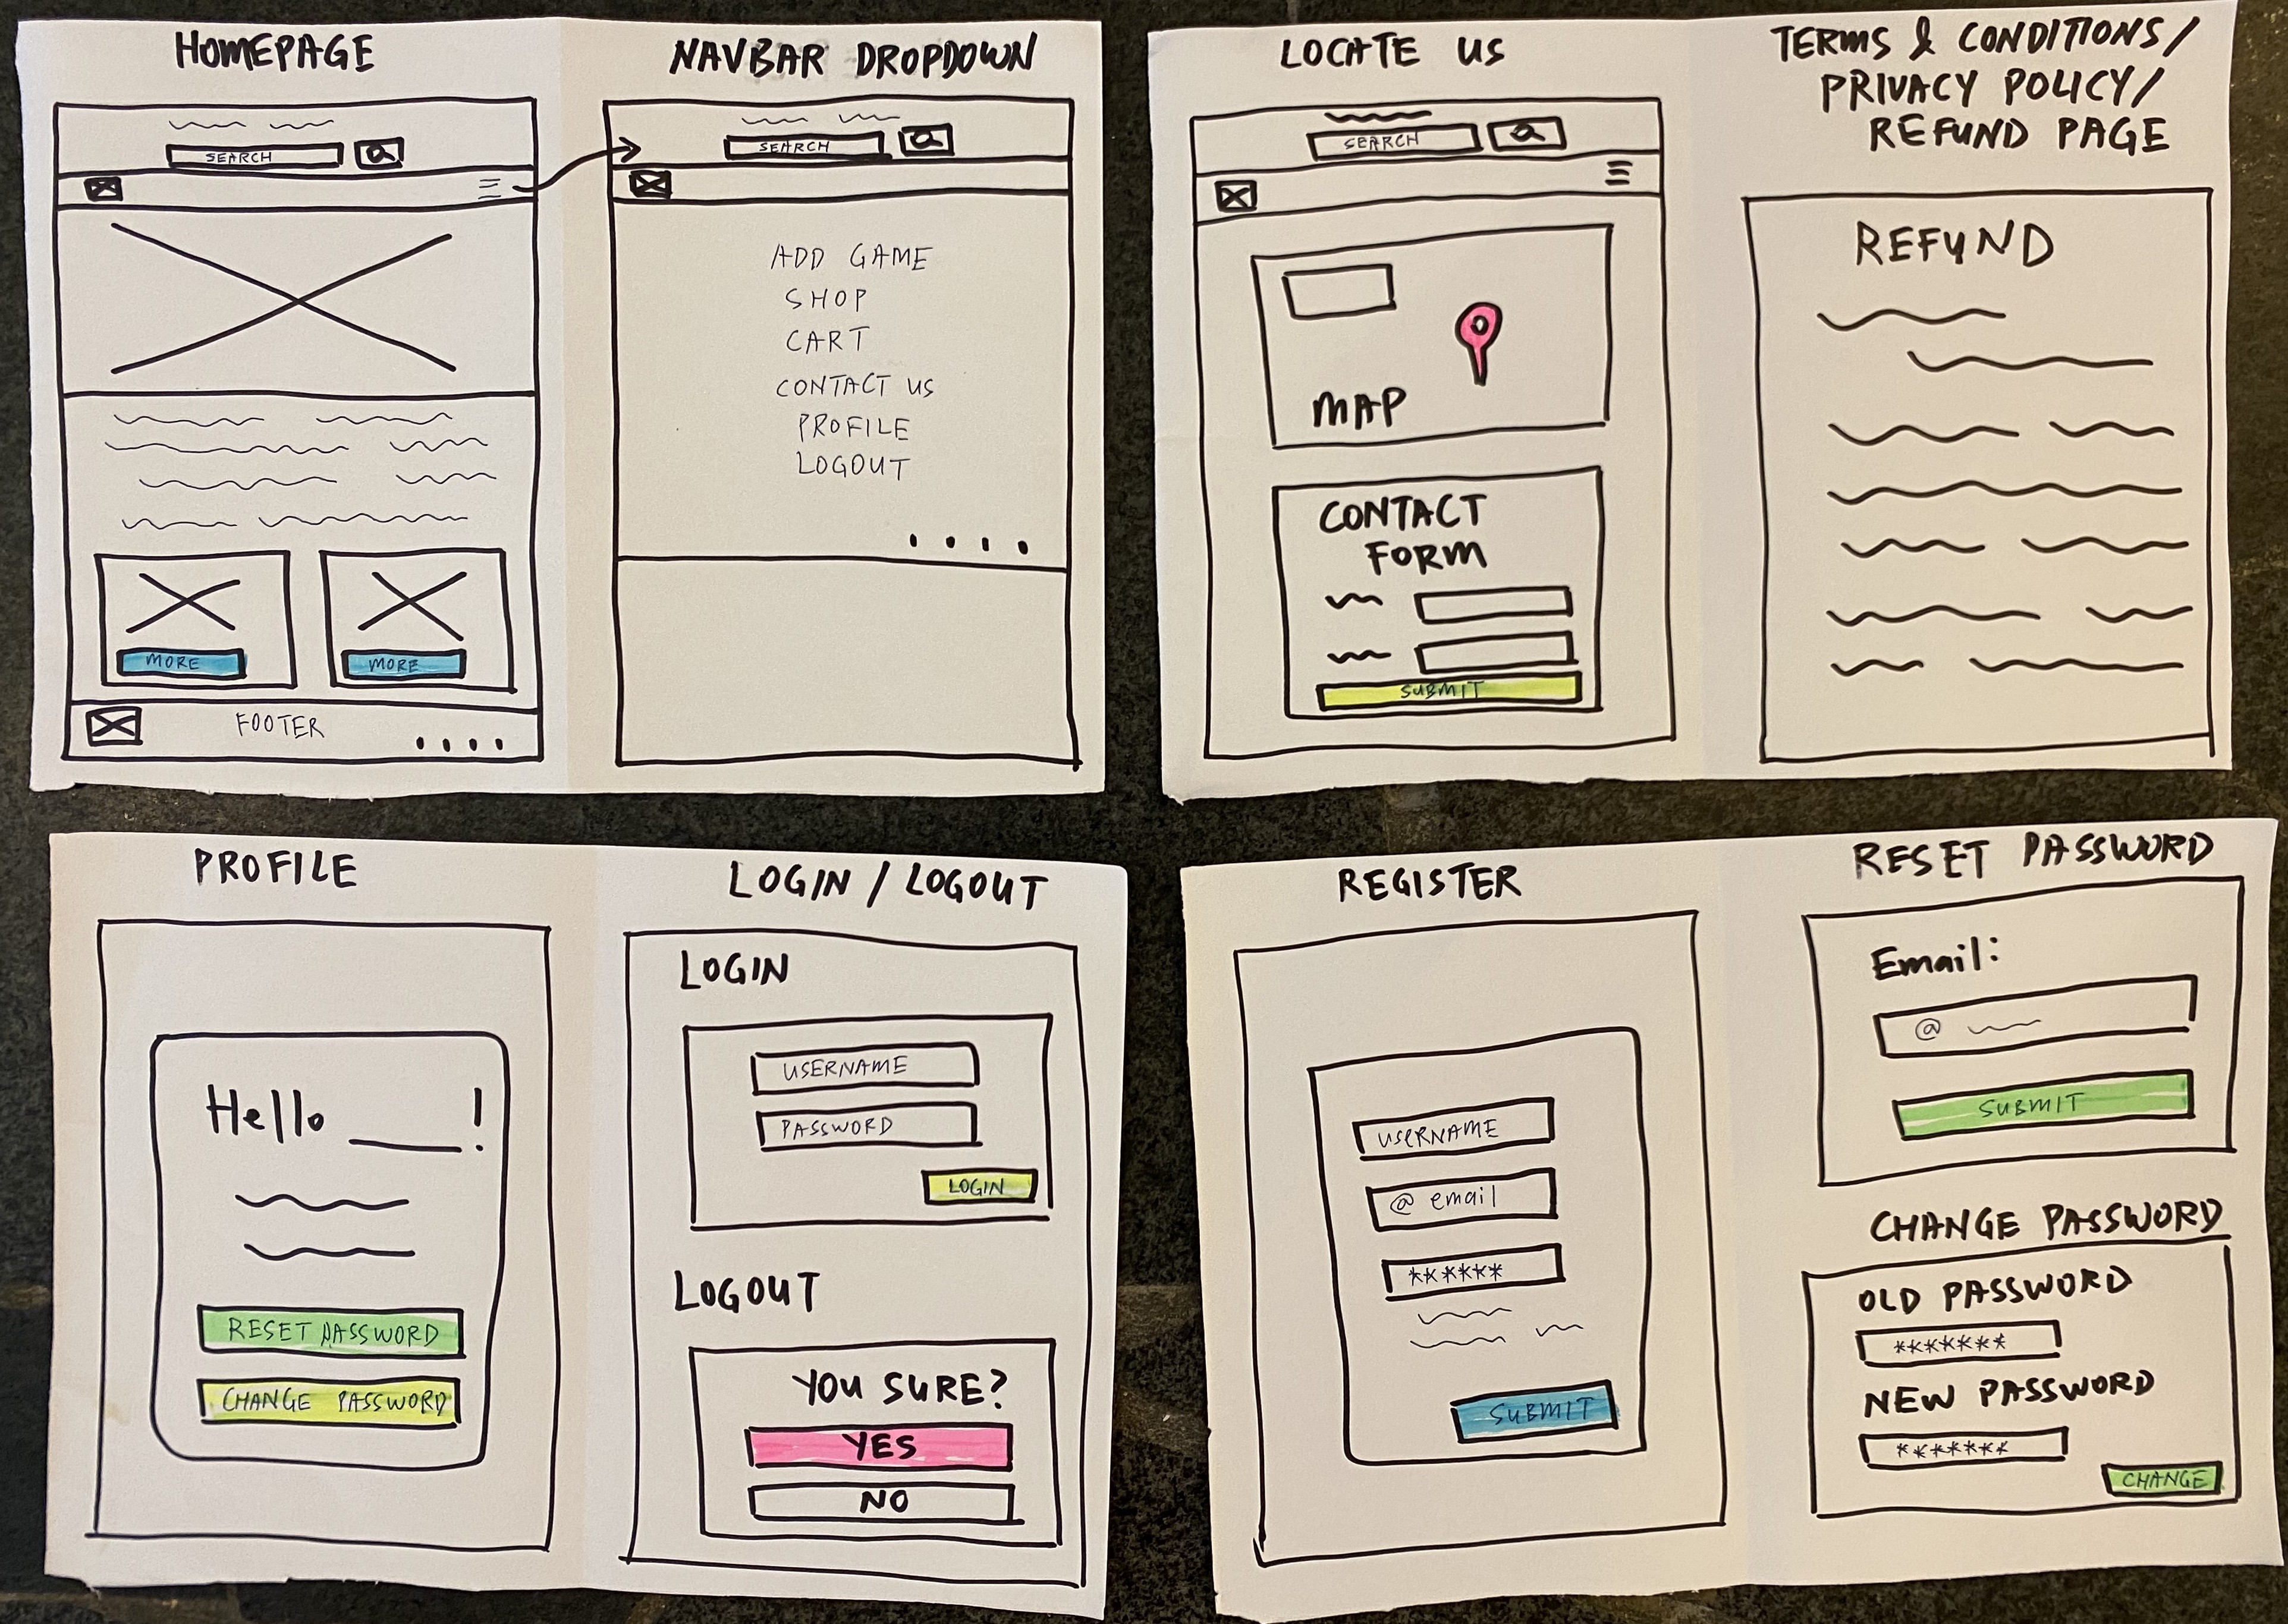 HOMEPAGE
SEARCH
MORE
MORE
FOOTER
NAVBAR DROPDOWN
SEARCH
ADD GAME
SHOP
CART
CONTACT US
PROFILE
LOGOUT
LOCATE US
SEARCH
MAP
CONTACT
FORM
SUBMIT
TERMS & CONDITIONS/
PRIVACY POLICY/
REFUND PAGE
REFUND
PROFILE
Hello ____!
RESET PASSWORD
CHANGE PASSWORD
LOGIN / LOGOUT
LOGIN
USERNAME
PASSWORD
LOGIN
LOGOUT
YOU SURE?
YES
NO
REGISTER
USERNAME
@ email
******
SUBMIT
RESET PASSWORD
Email:
@
SUBMIT
CHANGE PASSWORD
OLD PASSWORD
*******
NEW PASSWORD
*******
CHANGE